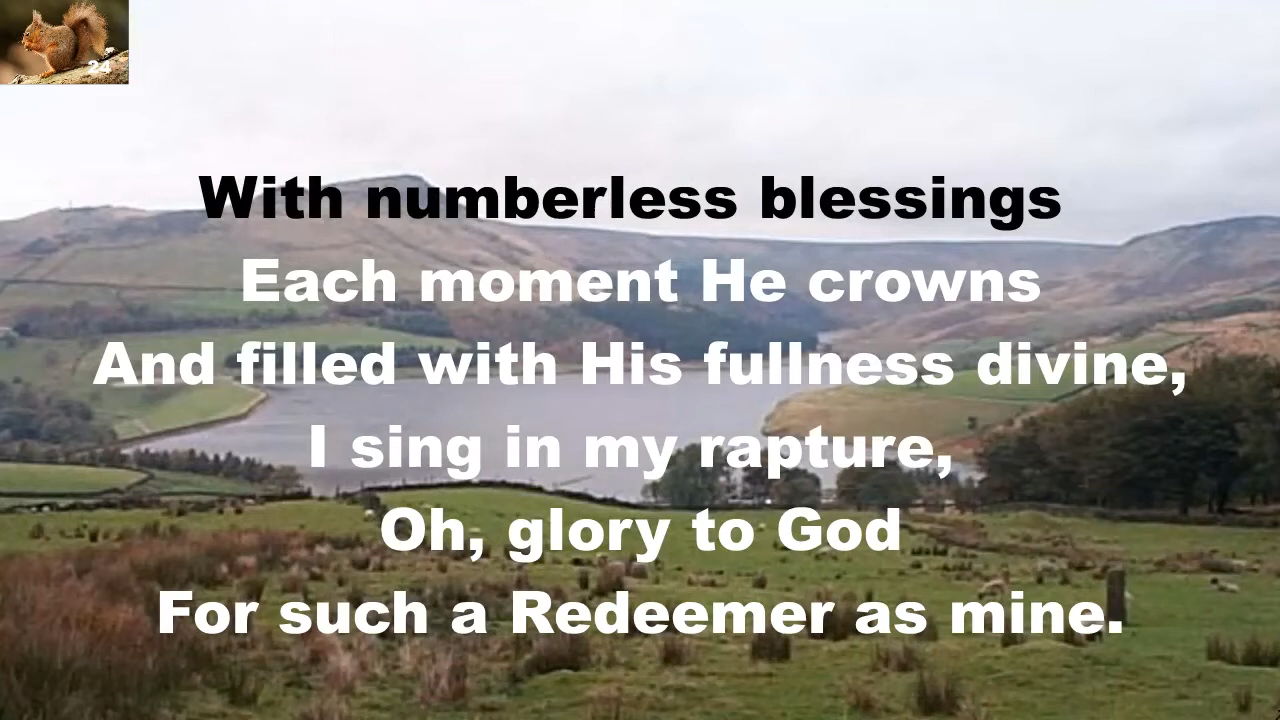 24
With numberless blessings
Each moment He crowns
And filled with His fullness divine,
I sing in my rapture,
Oh, glory to God
For such a Redeemer as mine.